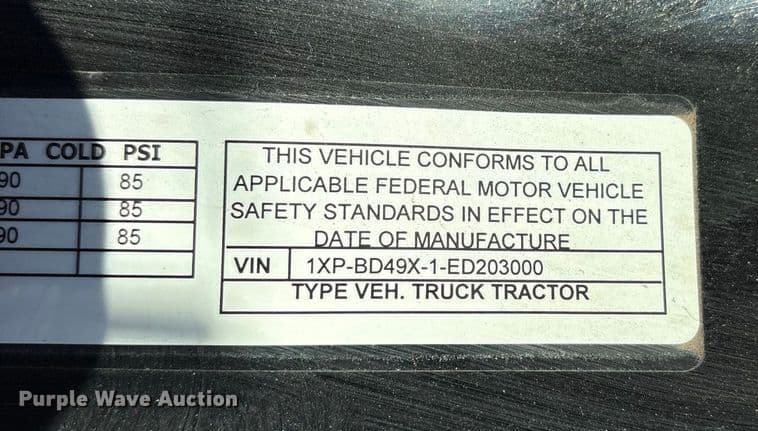 PA COLD PSI
90 85
90 85
90 85
THIS VEHICLE CONFORMS TO ALL
APPLICABLE FEDERAL MOTOR VEHICLE
SAFETY STANDARDS IN EFFECT ON THE
DATE OF MANUFACTURE
VIN 1XP-BD49X-1-ED203000
TYPE VEH. TRUCK TRACTOR
Purple Wave Auction